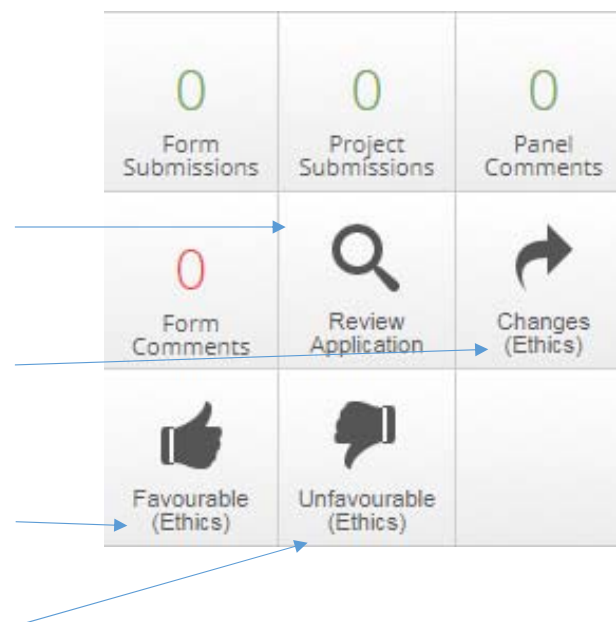 0
0
0
Form
Submissions
Project
Submissions
Panel
Comments
0
Form
Comments
Review
Application
Changes
(Ethics)
Favourable
(Ethics)
Unfavourable
(Ethics)